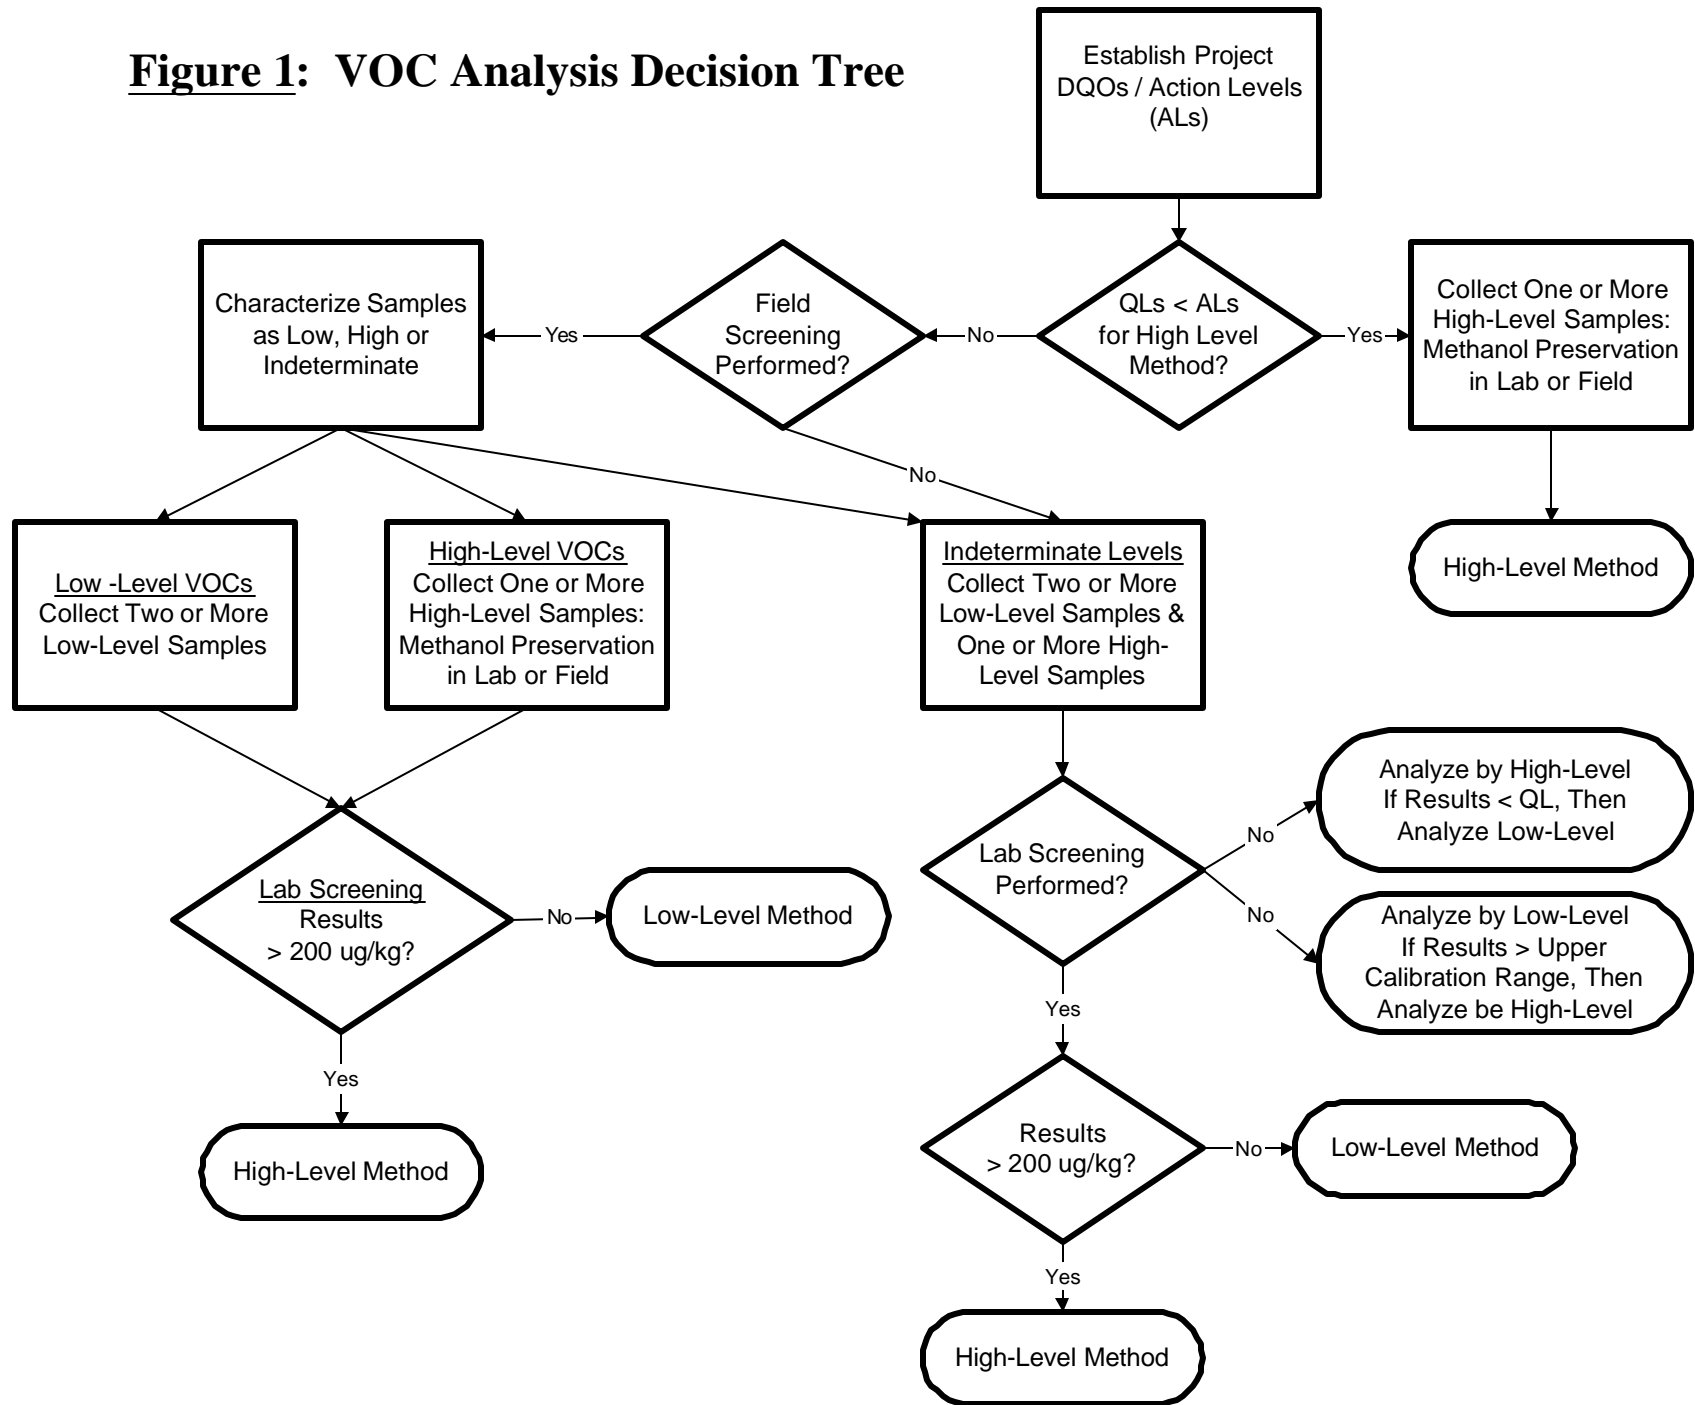 Figure 1: VOC Analysis Decision Tree
Establish Project
DQOs / Action Levels
(ALs)
Characterize Samples
as Low, High or
Indeterminate
Yes
Field
Screening
Performed?
No
QLs < ALs
for High Level
Method?
Yes
Collect One or More
High-Level Samples:
Methanol Preservation
in Lab or Field
No
Low -Level VOCs
Collect Two or More
Low-Level Samples
High-Level VOCs
Collect One or More
High-Level Samples:
Methanol Preservation
in Lab or Field
Indeterminate Levels
Collect Two or More
Low-Level Samples &
One or More High-
Level Samples
High-Level Method
Lab Screening
Results
> 200 ug/kg?
No
Low-Level Method
Yes
High-Level Method
Lab Screening
Performed?
No
Analyze by High-Level
If Results < QL, Then
Analyze Low-Level
No
Analyze by Low-Level
If Results > Upper
Calibration Range, Then
Analyze be High-Level
Yes
Results
> 200 ug/kg?
No
Low-Level Method
Yes
High-Level Method